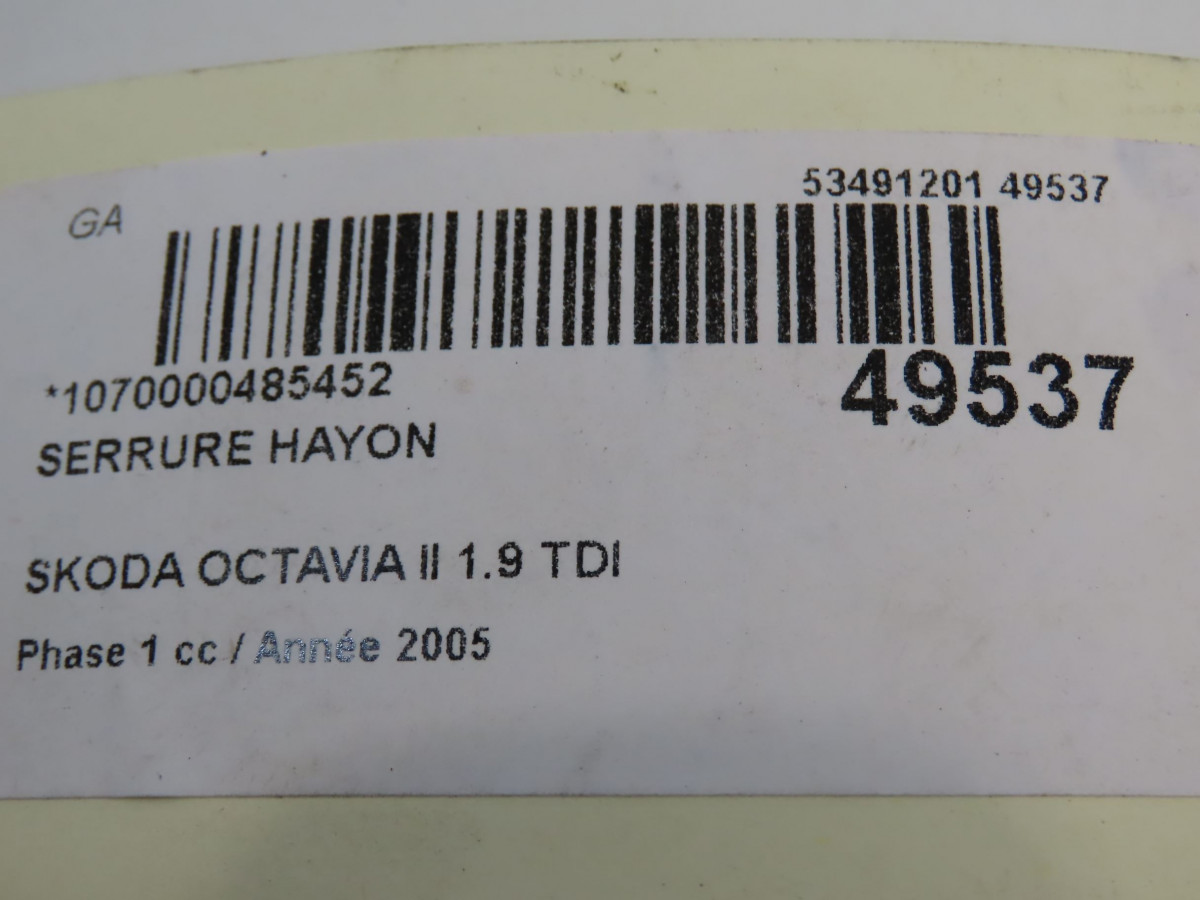 53491201 49537
GA
*1070000485452
49537
SERRURE HAYON
SKODA OCTAVIA II 1.9 TDI
Phase 1 cc / Année 2005